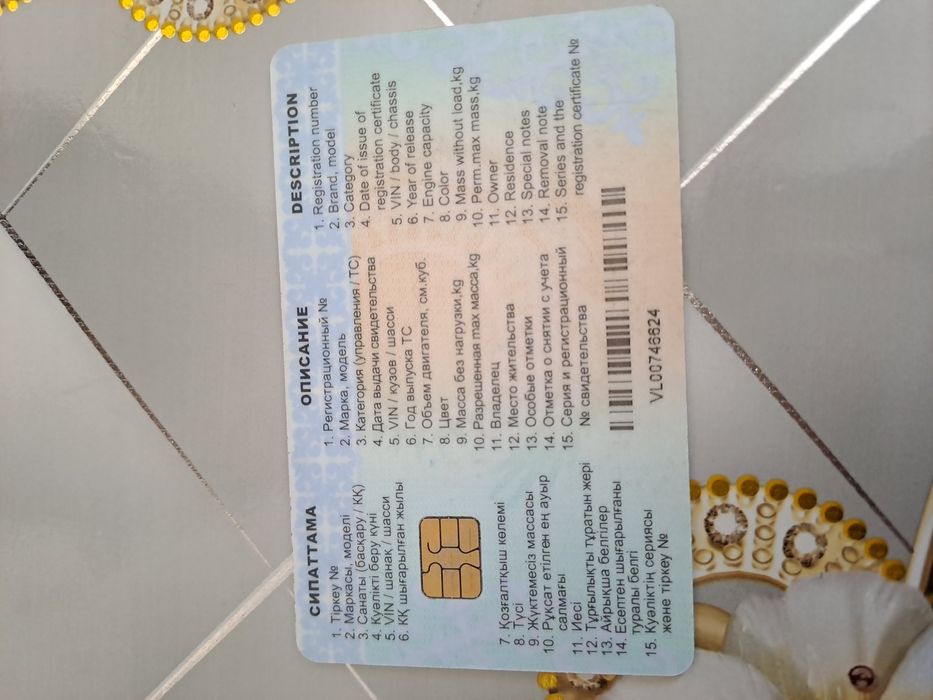 СИПАТТАМА
1. Тіркеу №
2. Маркасы, моделі
3. Санаты (басқару / КҚ)
4. Куәлікті беру күні
5. VIN / шанақ / шасси
6. КҚ шығарылған жылы
7. Қозғалтқыш көлемі
8. Түсі
9. Жүктемесіз массасы
10. Рұқсат етілген ең ауыр
салмағы
11. Иесі
12. Тұрғылықты тұратын жері
13. Айрықша белгілер
14. Есептен шығарылғаны
туралы белгі
15. Куәліктің сериясы
және тіркеу №
ОПИСАНИЕ
1. Регистрационный №
2. Марка, модель
3. Категория (управления / ТС)
4. Дата выдачи свидетельства
5. VIN / кузов / шасси
6. Год выпуска ТС
7. Объем двигателя, см.куб.
8. Цвет
9. Масса без нагрузки,kg
10. Разрешенная max масса,kg
11. Владелец
12. Место жительства
13. Особые отметки
14. Отметка о снятии с учета
15. Серия и регистрационный
№ свидетельства
DESCRIPTION
1. Registration number
2. Brand, model
3. Category
4. Date of issue of
registration certificate
5. VIN / body / chassis
6. Year of release
7. Engine capacity
8. Color
9. Mass without load,kg
10. Perm.max mass,kg
11. Owner
12. Residence
13. Special notes
14. Removal note
15. Series and the
registration certificate №
VL00746624